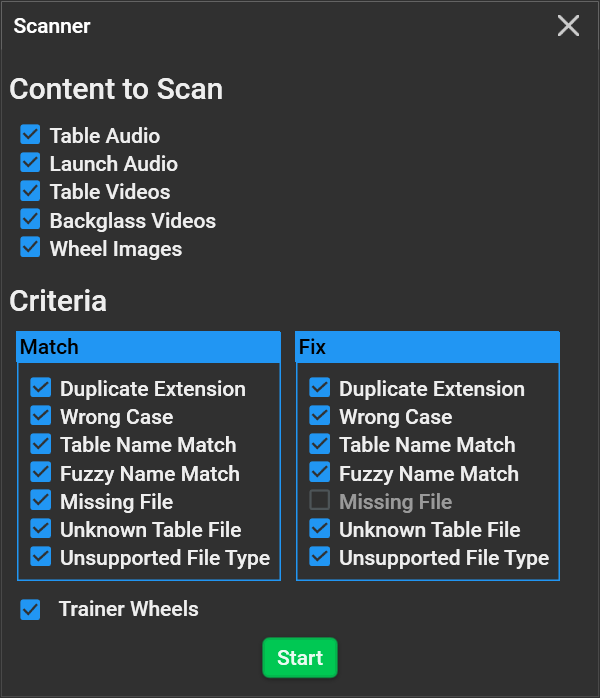 Scanner
Content to Scan
Table Audio
Launch Audio
Table Videos
Backglass Videos
Wheel Images
Criteria
Match
Duplicate Extension
Wrong Case
Table Name Match
Fuzzy Name Match
Missing File
Unknown Table File
Unsupported File Type
Fix
Duplicate Extension
Wrong Case
Table Name Match
Fuzzy Name Match
Missing File
Unknown Table File
Unsupported File Type
Trainer Wheels
Start